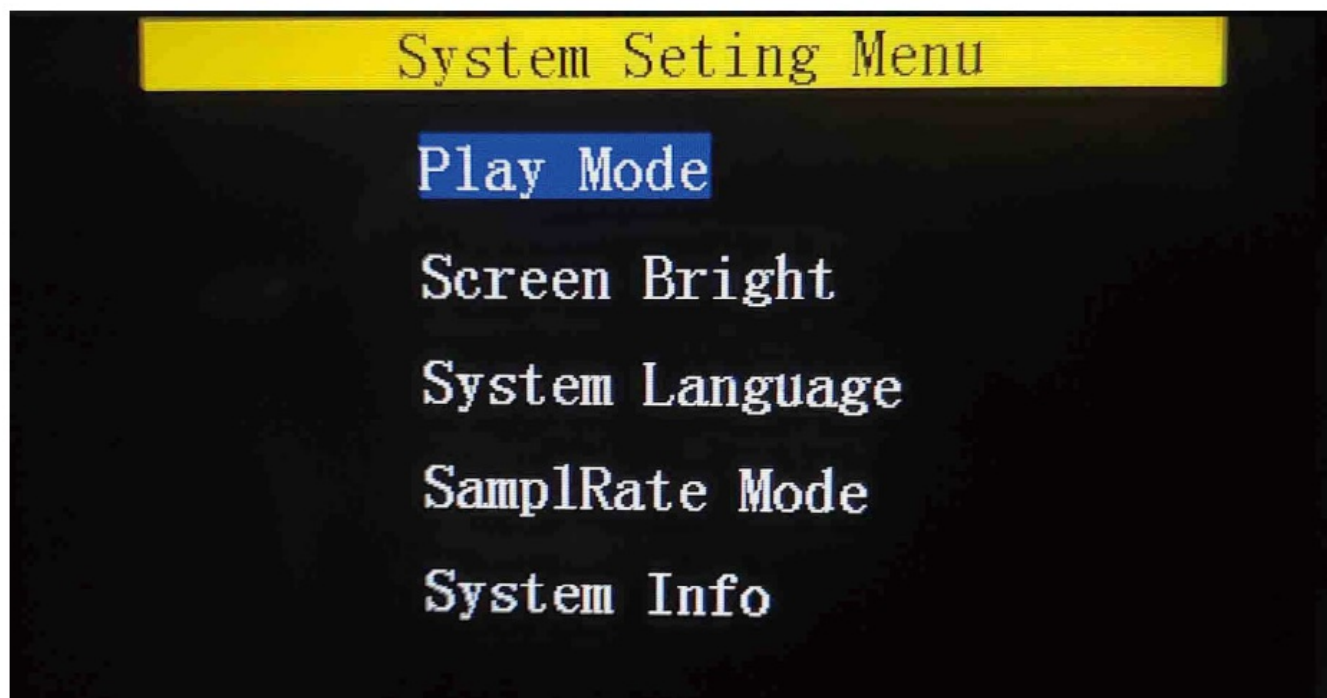 System Seting Menu
Play Mode
Screen Bright
System Language
SamplRate Mode
System Info